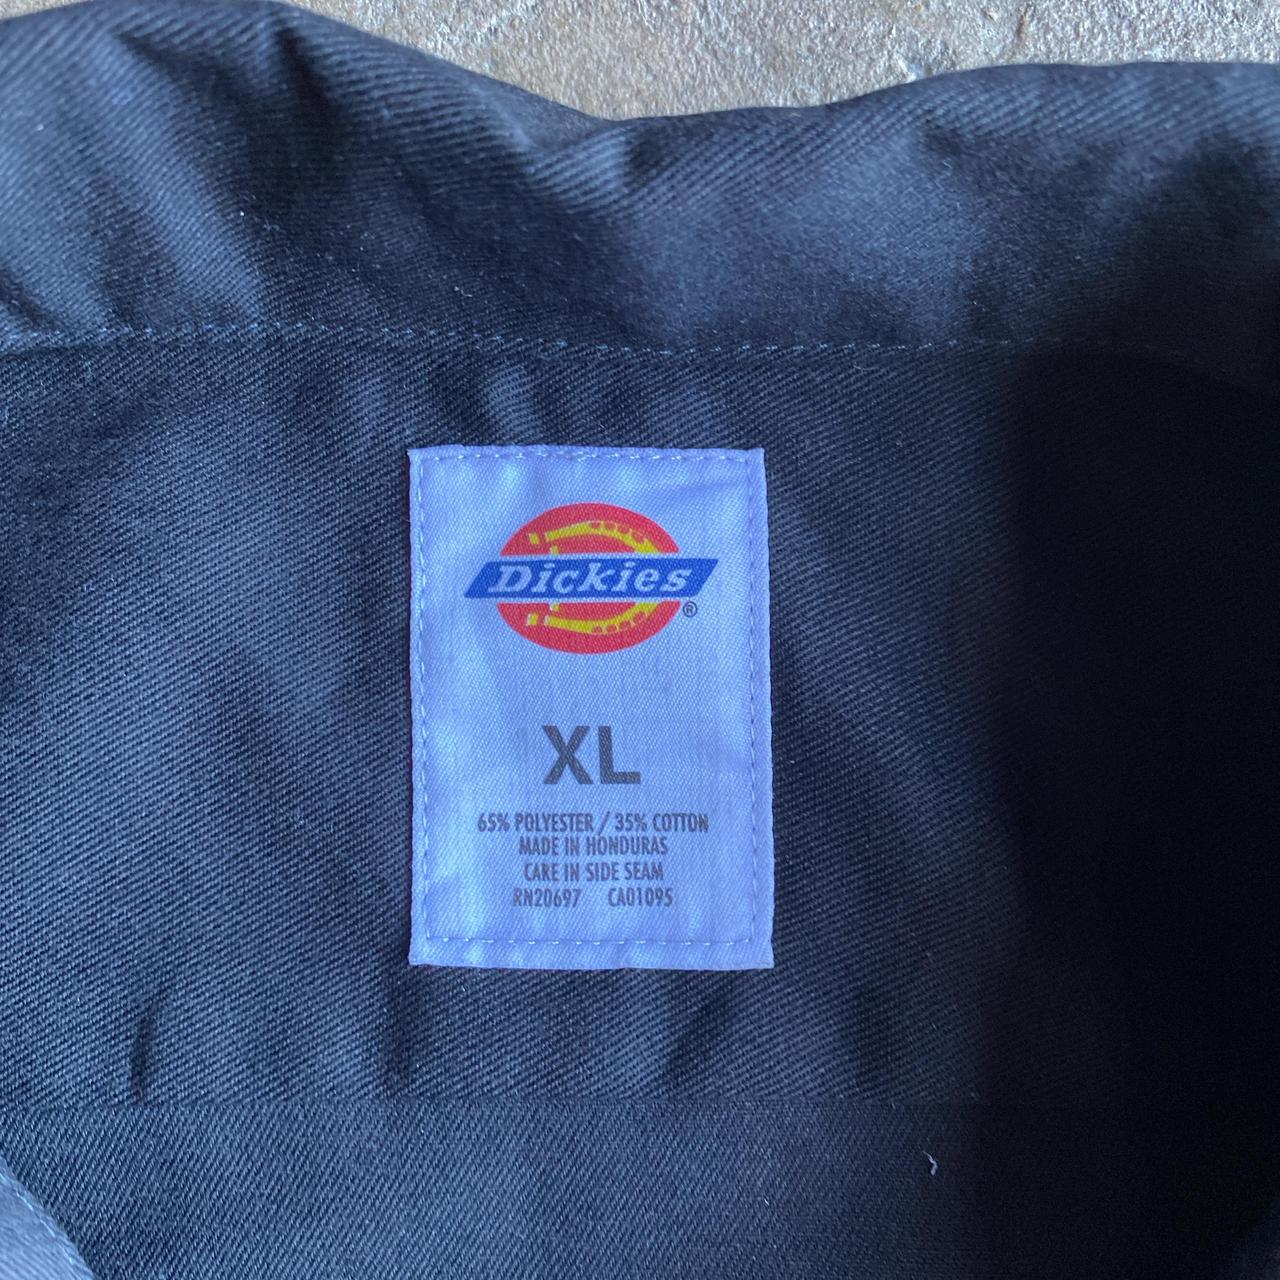 Dickies
®
XL
65% POLYESTER / 35% COTTON
MADE IN HONDURAS
CARE IN SIDE SEAM
RN20697 CA01095